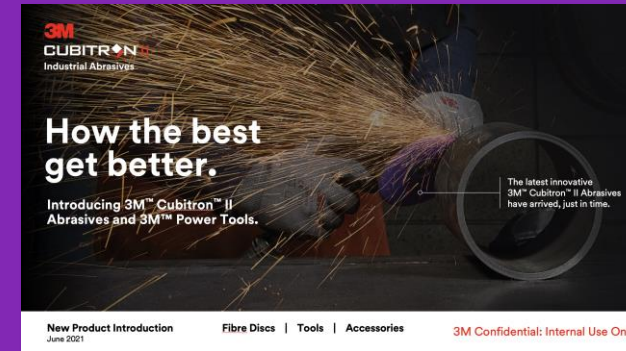 3M
CUBITR◆N II
Industrial Abrasives
How the best
get better.
Introducing 3M™ Cubitron™ II
Abrasives and 3M™ Power Tools.
The latest innovative
3M™ Cubitron™ II Abrasives
have arrived, just in time.
New Product Introduction
June 2021
Fibre Discs | Tools | Accessories
3M Confidential: Internal Use On